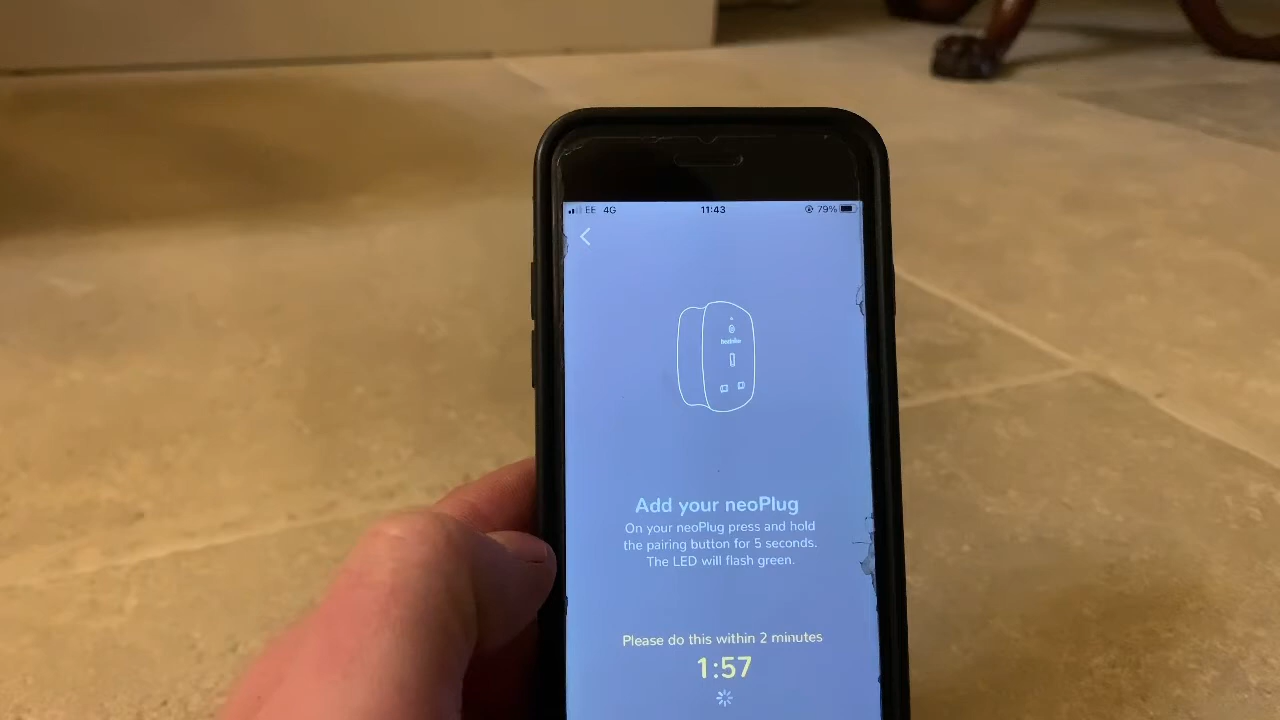 EE 4G 11:43 79%
Add your neoPlug
On your neoPlug press and hold
the pairing button for 5 seconds.
The LED will flash green.
Please do this within 2 minutes
1:57